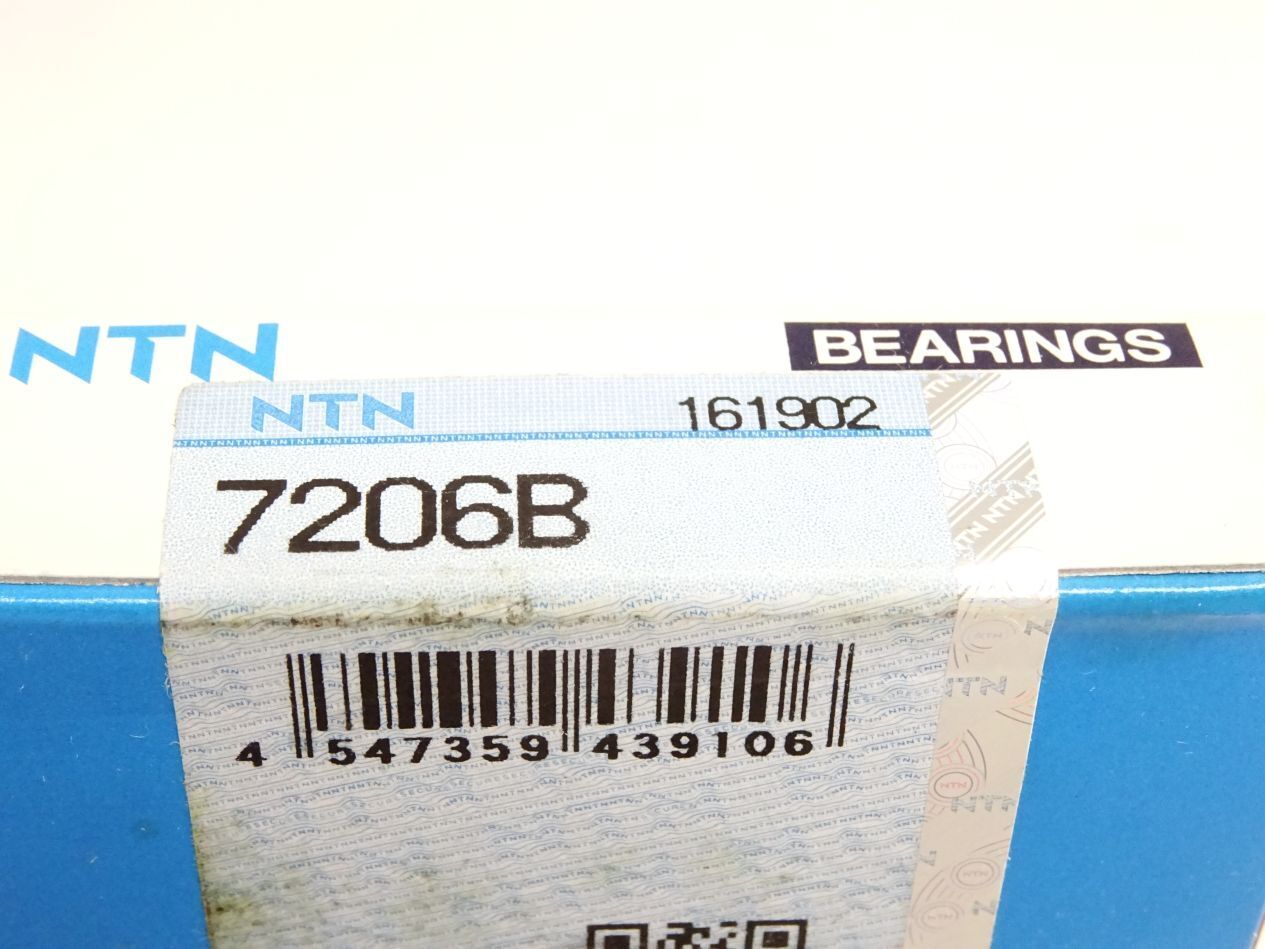 NTN
BEARINGS
NTN
161902
7206B
4 547359 439106